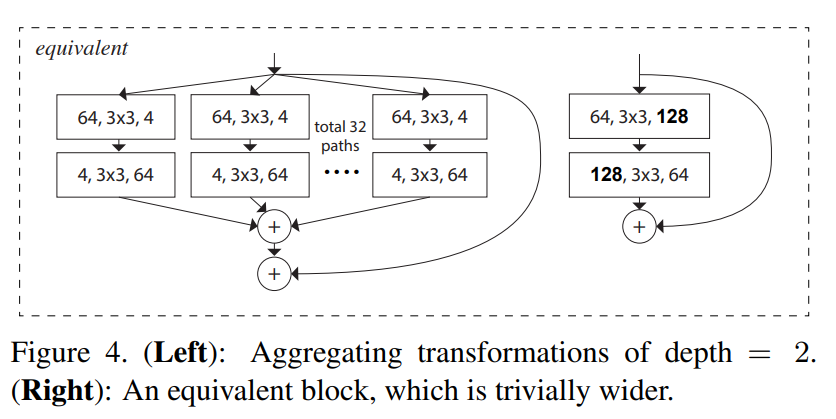 equivalent
64, 3x3, 4
64, 3x3, 4
total 32
paths
64, 3x3, 4
4, 3x3, 64
4, 3x3, 64
....
4, 3x3, 64
+
+
64, 3x3, 128
128, 3x3, 64
+
Figure 4. (Left): Aggregating transformations of depth = 2.
(Right): An equivalent block, which is trivially wider.